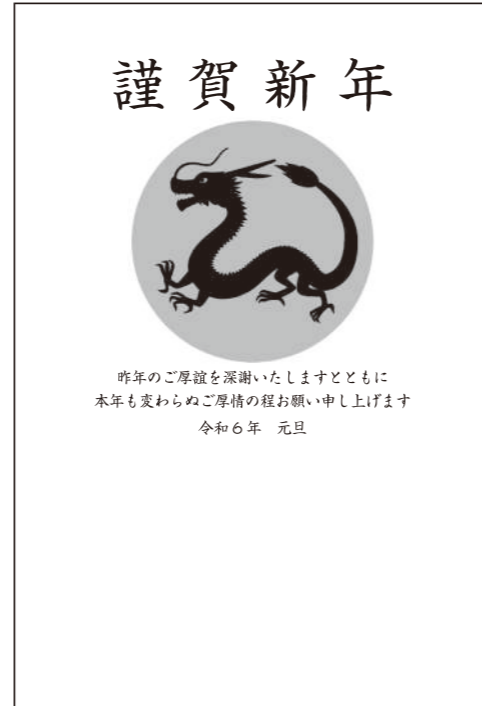 謹賀新年
昨年のご厚誼を深謝いたしますとともに
本年も変わらぬご厚情の程お願い申し上げます
令和6年　元旦